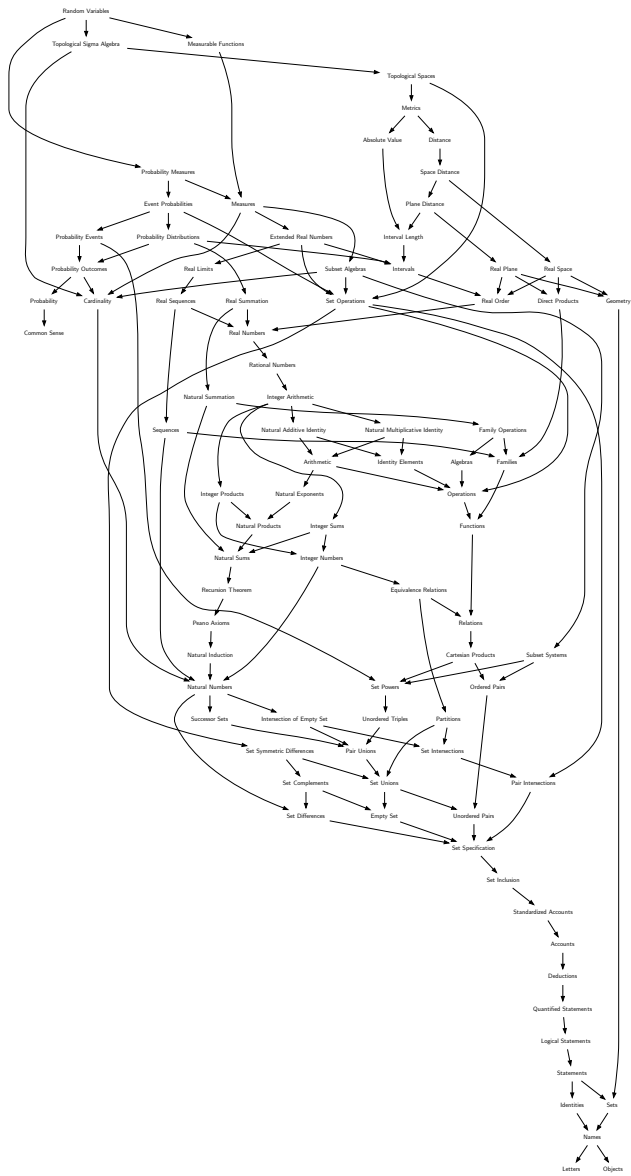 Random Variables
Topological Sigma Algebra
Measurable Functions
Topological Spaces
Metrics
Absolute Value
Distance
Probability Measures
Space Distance
Event Probabilities
Measures
Plane Distance
Probability Events
Probability Distributions
Extended Real Numbers
Interval Length
Probability Outcomes
Real Limits
Subset Algebras
Intervals
Real Plane
Real Space
Probability
Cardinality
Real Sequences
Real Summation
Set Operations
Real Order
Direct Products
Geometry
Common Sense
Real Numbers
Rational Numbers
Natural Summation
Integer Arithmetic
Sequences
Natural Additive Identity
Natural Multiplicative Identity
Family Operations
Arithmetic
Identity Elements
Algebras
Families
Integer Products
Natural Exponents
Operations
Natural Products
Integer Sums
Functions
Natural Sums
Integer Numbers
Recursion Theorem
Equivalence Relations
Peano Axioms
Relations
Natural Induction
Cartesian Products
Subset Systems
Natural Numbers
Set Powers
Ordered Pairs
Successor Sets
Intersection of Empty Set
Unordered Triples
Partitions
Set Symmetric Differences
Pair Unions
Set Intersections
Set Complements
Set Unions
Pair Intersections
Set Differences
Empty Set
Unordered Pairs
Set Specification
Set Inclusion
Standardized Accounts
Accounts
Deductions
Quantified Statements
Logical Statements
Statements
Identities
Sets
Names
Letters
Objects